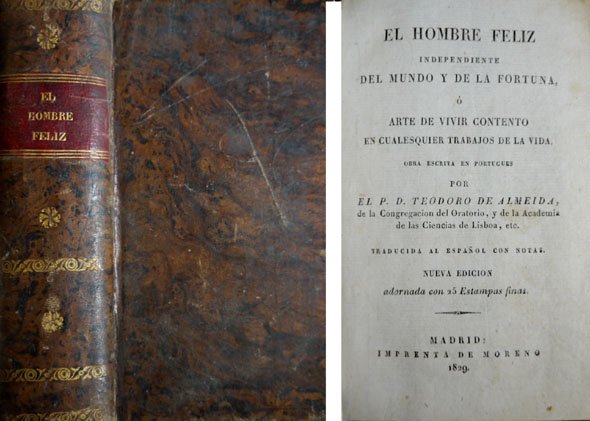 EL
HOMBRE
FELIZ
EL HOMBRE FELIZ
INDEPENDIENTE
DEL MUNDO Y DE LA FORTUNA,
Ó
ARTE DE VIVIR CONTENTO
EN CUALESQUIER TRABAJOS DE LA VIDA.
OBRA ESCRITA EN PORTUGUES
POR
EL P. D. TEODORO DE ALMEIDA,
de la Congregacion del Oratorio, y de la Academia
de las Ciencias de Lisboa, etc.
TRADUCIDA AL ESPAÑOL CON NOTAS.
NUEVA EDICION
adornada con 25 Estampas finas.
MADRID:
IMPRENTA DE MORENO
1829.